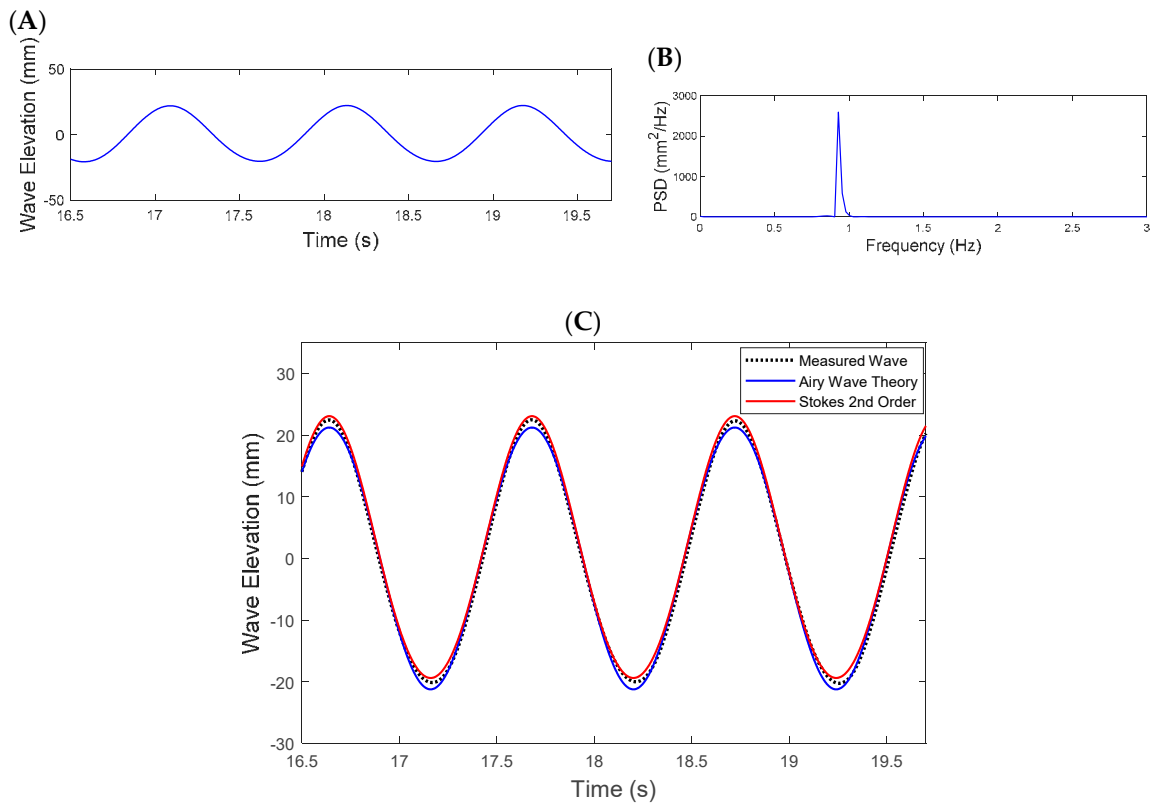 (A)
Wave Elevation (mm)
50
0
-50
16.5 17 17.5 18 18.5 19 19.5
Time (s)
(B)
PSD (mm²/Hz)
3000
2000
1000
0
0 0.5 1 1.5 2 2.5 3
Frequency (Hz)
(C)
Wave Elevation (mm)
30
20
10
0
-10
-20
-30
16.5 17 17.5 18 18.5 19 19.5
Time (s)
Measured Wave
Airy Wave Theory
Stokes 2nd Order